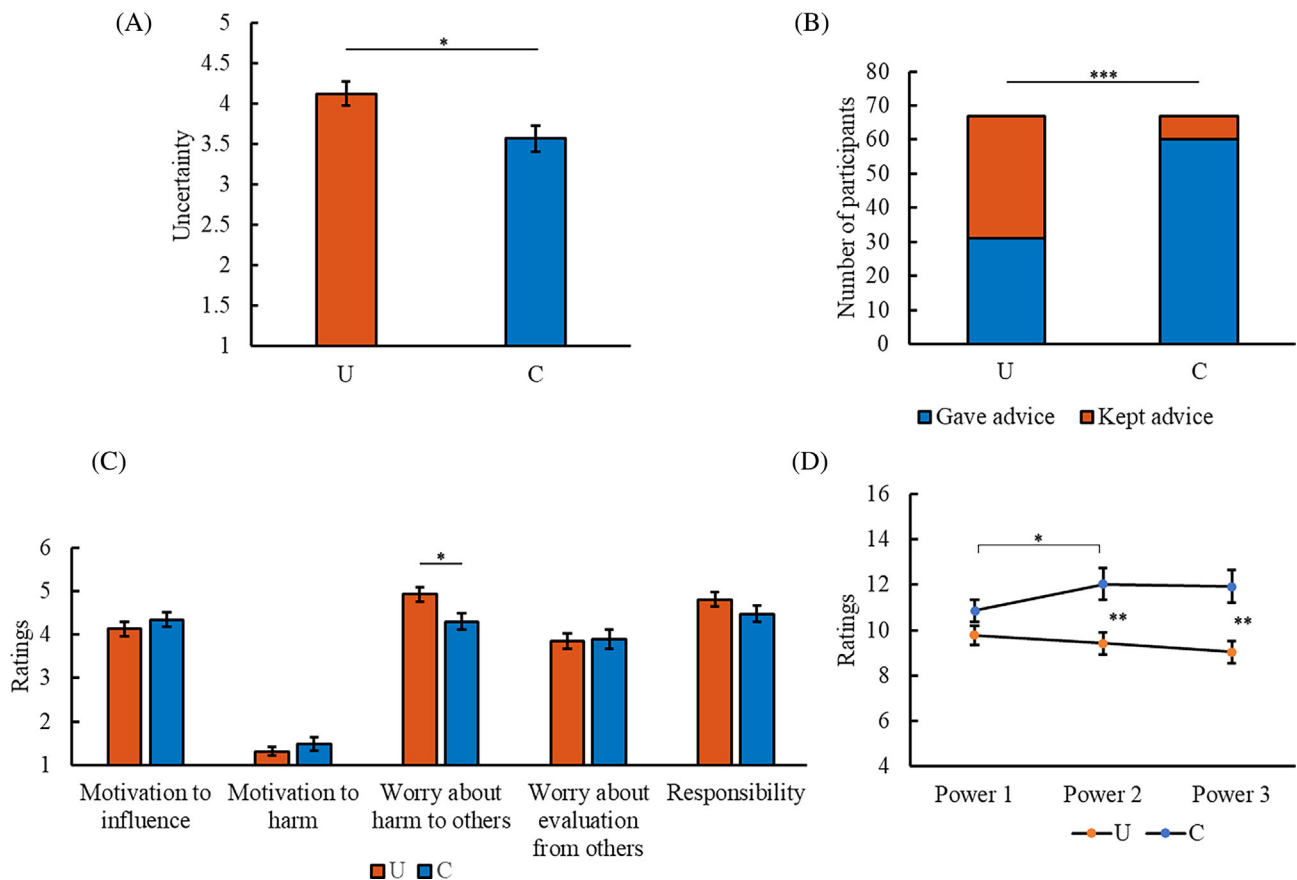 (A)
5
4.5
4
3.5
3
2.5
2
1.5
1
Uncertainty
*
U
C
(B)
80
70
60
50
40
30
20
10
0
Number of participants
***
U
C
Gave advice
Kept advice
(C)
6
5
4
3
2
1
Ratings
*
Motivation to
influence
Motivation to
harm
Worry about
harm to others
Worry about
evaluation
from others
Responsibility
U
C
(D)
16
14
12
10
8
6
4
Ratings
*
**
**
Power 1
Power 2
Power 3
U
C